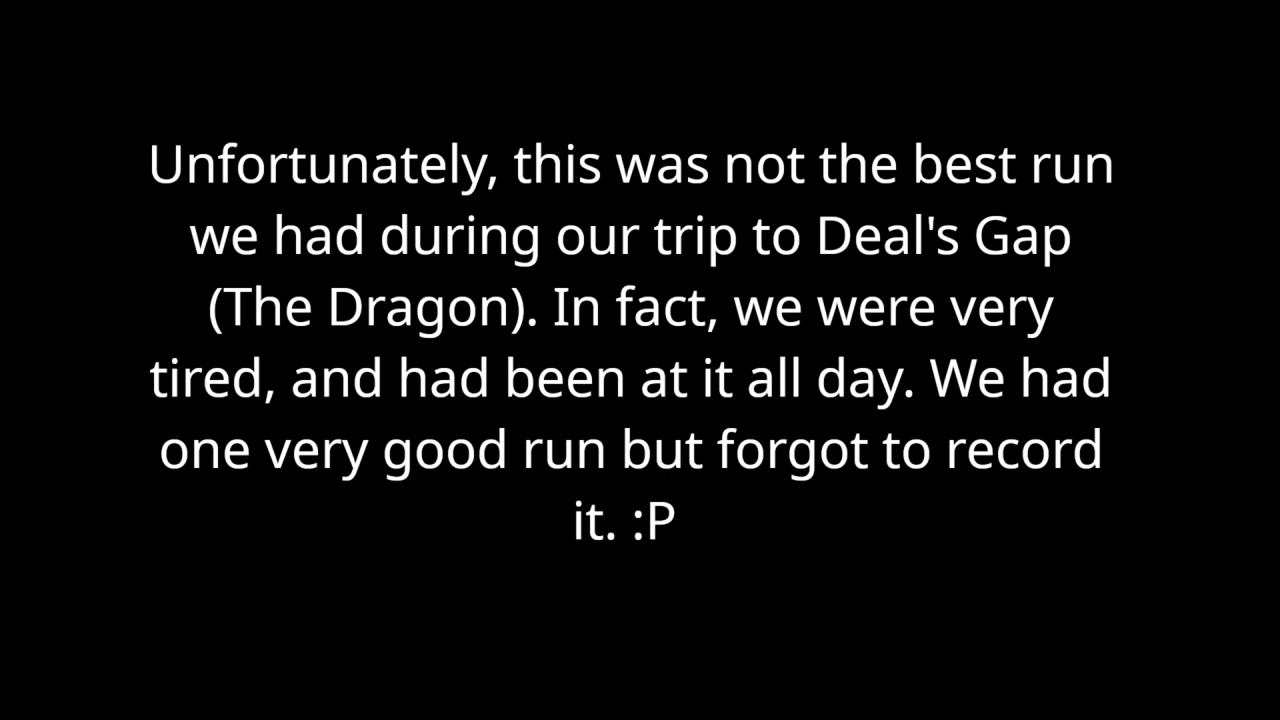 Unfortunately, this was not the best run
we had during our trip to Deal's Gap
(The Dragon). In fact, we were very
tired, and had been at it all day. We had
one very good run but forgot to record
it. :P